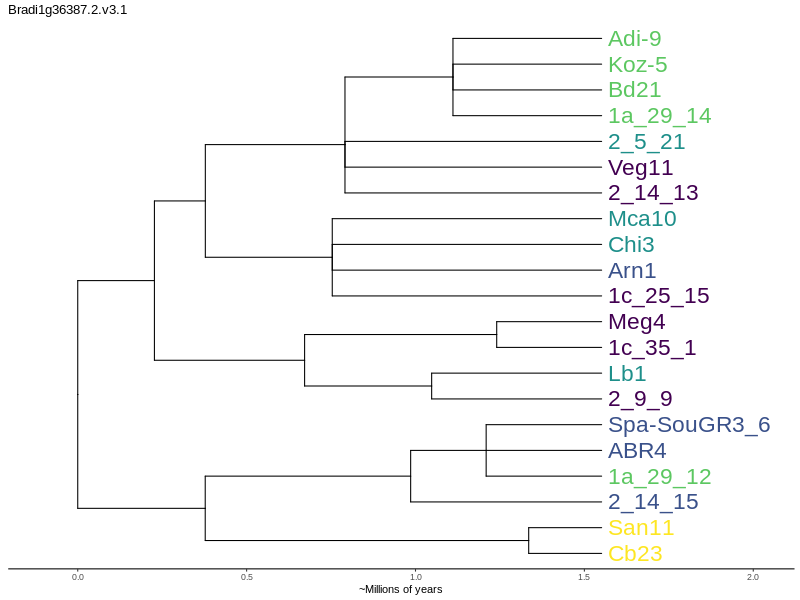 Bradi1g36387.2.v3.1
Adi-9
Koz-5
Bd21
1a_29_14
2_5_21
Veg11
2_14_13
Mca10
Chi3
Arn1
1c_25_15
Meg4
1c_35_1
Lb1
2_9_9
Spa-SouGR3_6
ABR4
1a_29_12
2_14_15
San11
Cb23
0.0 0.5 1.0 1.5 2.0
~Millions of years